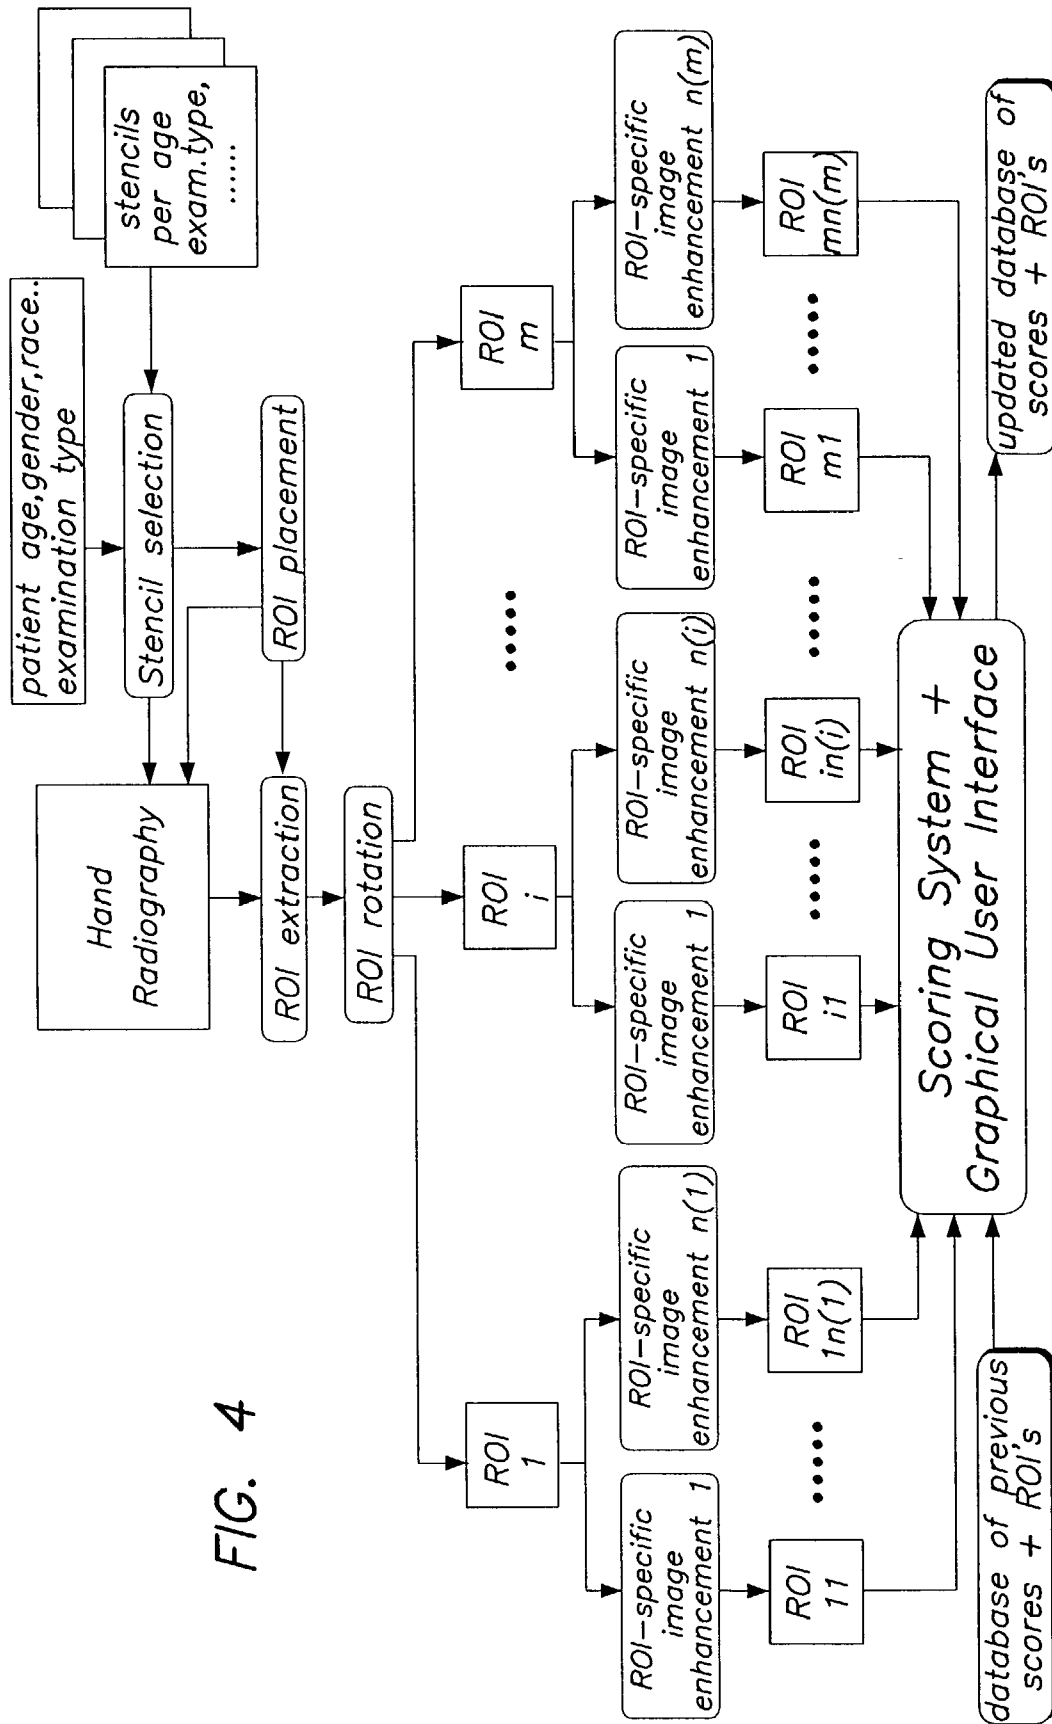 FIG. 4
patient age,gender,race..
examination type
stencils
per age
exam.type,
......
Hand
Radiography
Stencil selection
ROI extraction
ROI placement
ROI rotation
ROI
1
ROI
i
.....
ROI
m
ROI-specific
image
enhancement 1
ROI-specific
image
enhancement n(1)
ROI-specific
image
enhancement 1
ROI-specific
image
enhancement n(i)
ROI-specific
image
enhancement 1
ROI-specific
image
enhancement n(m)
ROI
11
......
ROI
1n(1)
ROI
i1
......
ROI
in(i)
......
ROI
m1
......
ROI
mn(m)
Scoring System +
Graphical User Interface
database of previous
scores + ROI's
updated database of
scores + ROI's